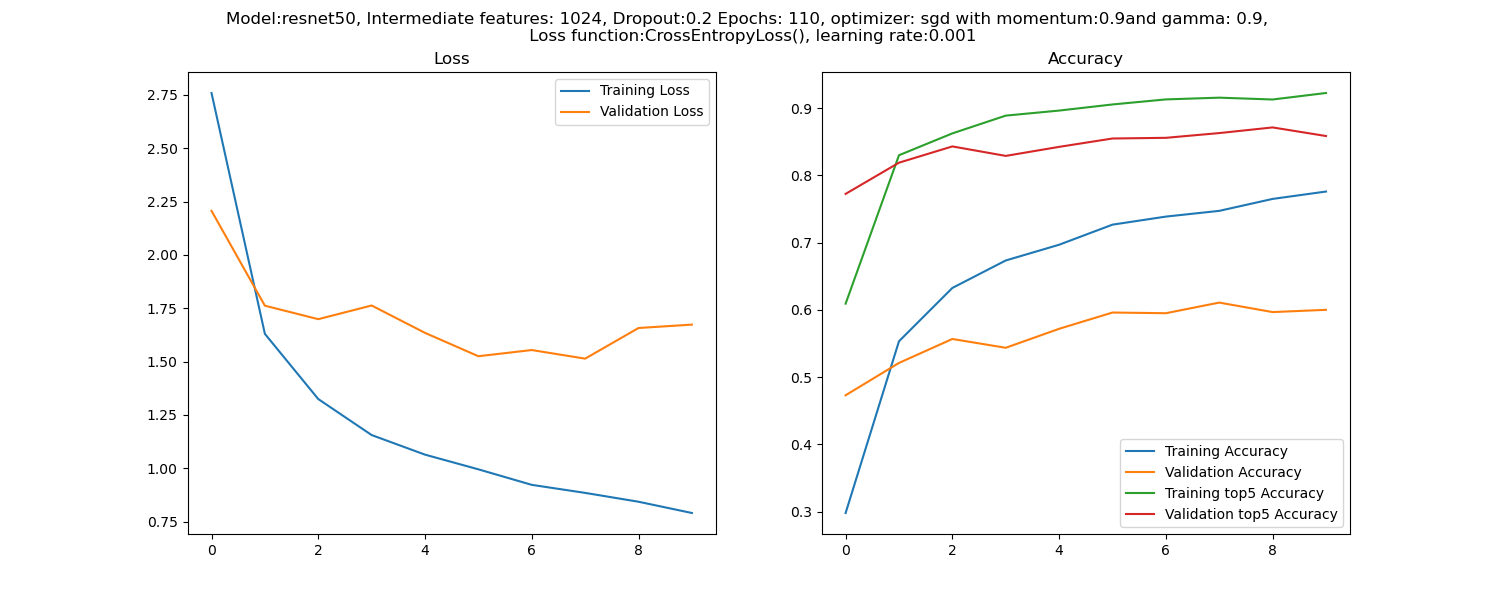 Model:resnet50, Intermediate features: 1024, Dropout:0.2 Epochs: 110, optimizer: sgd with momentum:0.9and gamma: 0.9,
Loss function:CrossEntropyLoss(), learning rate:0.001
Loss
Training Loss
Validation Loss
2.75
2.50
2.25
2.00
1.75
1.50
1.25
1.00
0.75
0
2
4
6
8
Accuracy
0.9
0.8
0.7
0.6
0.5
0.4
0.3
Training Accuracy
Validation Accuracy
Training top5 Accuracy
Validation top5 Accuracy
0
2
4
6
8